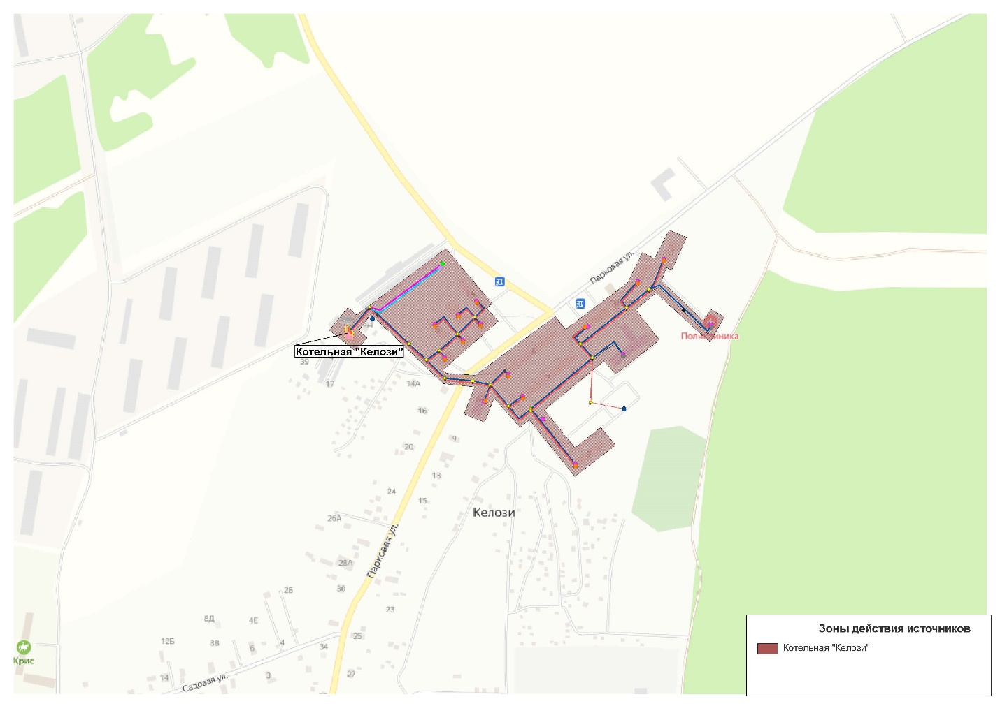 Парковая ул.
Поликлиника
Котельная "Келози"
39
17
14А
16
20
9
13
24
15
26А
Келози
Парковая ул.
28А
30
2Б
23
8Д
4Е
12Б
3В
6
4
25
34
Крис
14
Садовая ул.
3
27
Зоны действия источников
Котельная "Келози"